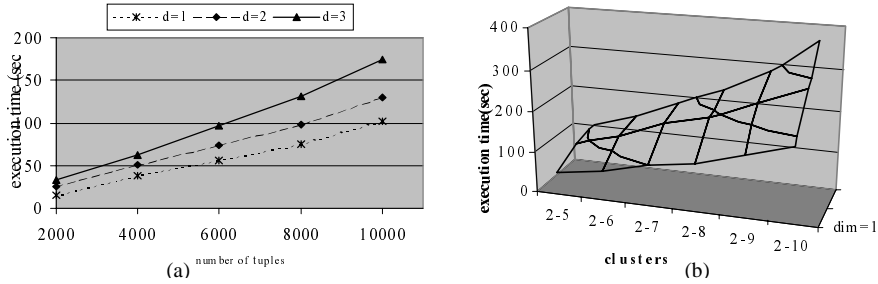 d=1 d=2 d=3
execution time (sec
200
150
100
50
0
2000 4000 6000 8000 10000
number of tuples
(a)
execution time(sec)
400
300
200
100
0
2-5 2-6 2-7 2-8 2-9 2-10
dim=1
clusters
(b)